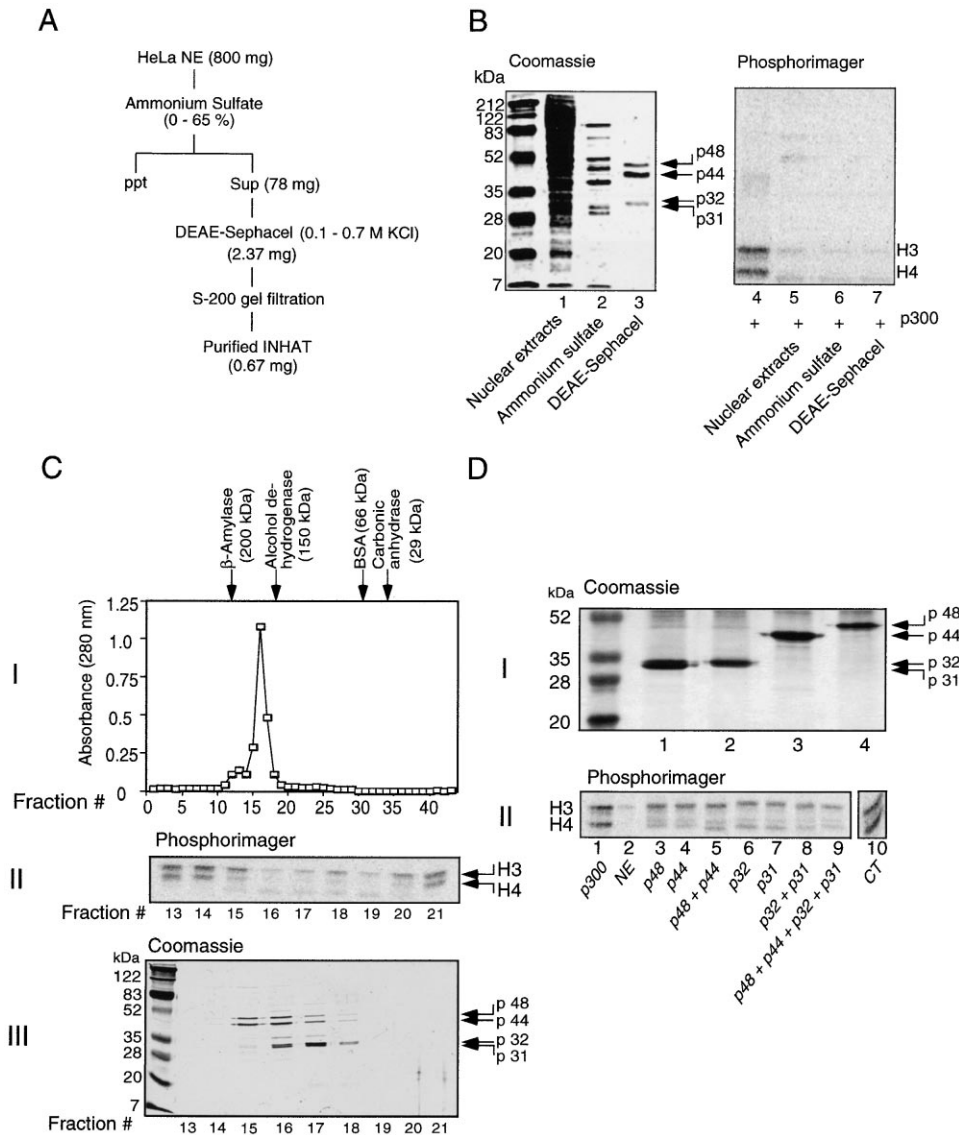 A
HeLa NE (800 mg)
Ammonium Sulfate
(0 - 65 %)
ppt
Sup (78 mg)
DEAE-Sephacel (0.1 - 0.7 M KCl)
(2.37 mg)
S-200 gel filtration
Purified INHAT
(0.67 mg)
B
Coomassie
kDa
212
122
83
52
35
28
20
7
p48
p44
p32
p31
1 2 3
Nuclear extracts
Ammonium sulfate
DEAE-Sephacel
Phosphorimager
H3
H4
4 5 6 7
+ + + + p300
Nuclear extracts
Ammonium sulfate
DEAE-Sephacel
C
β-Amylase
(200 kDa)
Alcohol de-
hydrogenase
(150 kDa)
BSA (66 kDa)
Carbonic
anhydrase
(29 kDa)
I
Absorbance (280 nm)
1.25
1.0
0.75
0.5
0.25
0
Fraction #
0 10 20 30 40
Phosphorimager
II
H3
H4
Fraction # 13 14 15 16 17 18 19 20 21
Coomassie
III
kDa
122
83
52
35
28
20
7
p 48
p 44
p 32
p 31
Fraction # 13 14 15 16 17 18 19 20 21
D
Coomassie
I
kDa
52
35
28
20
p 48
p 44
p 32
p 31
1 2 3 4
Phosphorimager
II
H3
H4
1 2 3 4 5 6 7 8 9 10
p300
NE
p48
p44
p48 + p44
p32
p31
p32 + p31
p48 + p44 + p32 + p31
CT